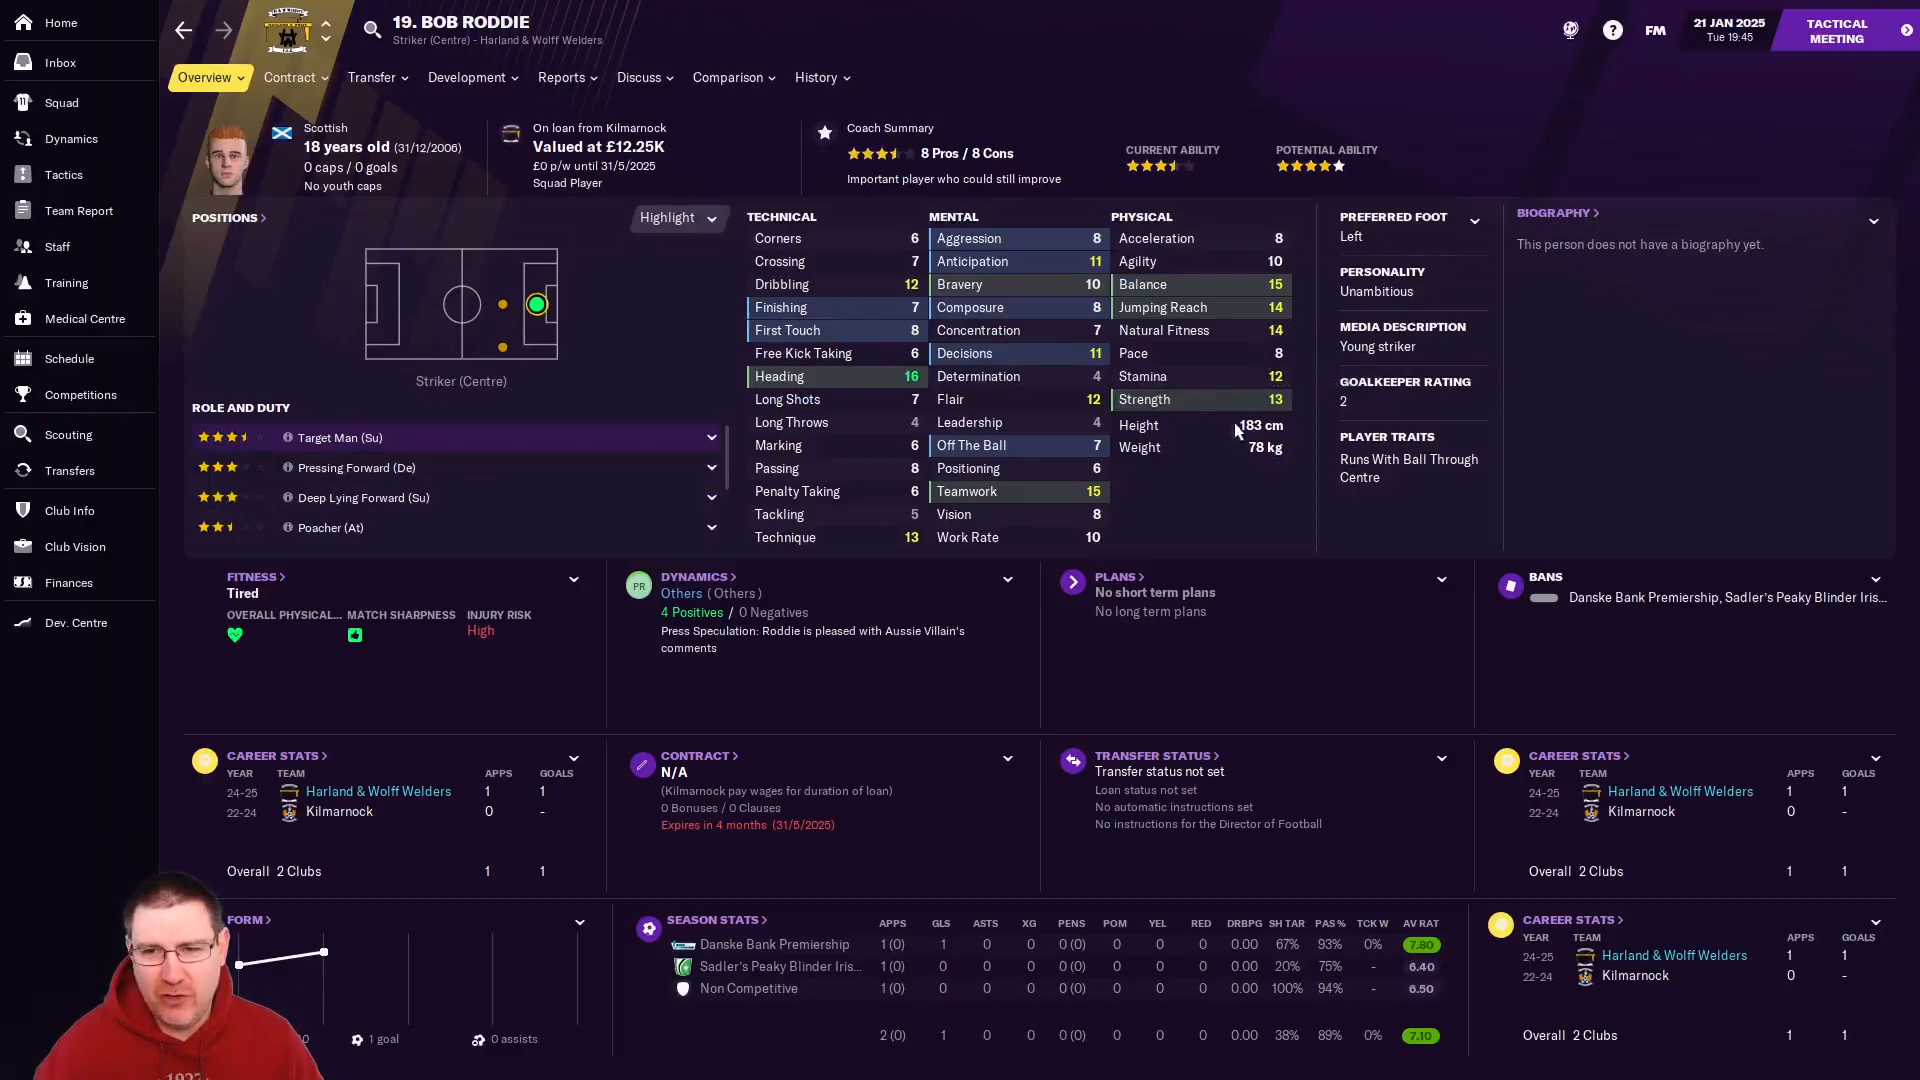 Home
Inbox
Squad
Dynamics
Tactics
Team Report
Staff
Training
Medical Centre
Schedule
Competitions
Scouting
Transfers
Club Info
Club Vision
Finances
Dev. Centre
19. BOB RODDIE
Striker (Centre) - Harland & Wolff Welders
FM
21 JAN 2025
Tue 19:45
TACTICAL MEETING
Overview Contract Transfer Development Reports Discuss Comparison History
Scottish
18 years old (31/12/2006)
0 caps / 0 goals
No youth caps
On loan from Kilmarnock
Valued at £12.25K
£0 p/w until 31/5/2025
Squad Player
Coach Summary
8 Pros / 8 Cons
Important player who could still improve
CURRENT ABILITY
POTENTIAL ABILITY
POSITIONS >
Highlight
Striker (Centre)
ROLE AND DUTY
Target Man (Su)
Pressing Forward (De)
Deep Lying Forward (Su)
Poacher (At)
TECHNICAL
Corners 6
Crossing 7
Dribbling 12
Finishing 7
First Touch 8
Free Kick Taking 6
Heading 16
Long Shots 7
Long Throws 4
Marking 6
Passing 8
Penalty Taking 6
Tackling 5
Technique 13
MENTAL
Aggression 8
Anticipation 11
Bravery 10
Composure 8
Concentration 7
Decisions 11
Determination 4
Flair 12
Leadership 4
Off The Ball 7
Positioning 6
Teamwork 15
Vision 8
Work Rate 10
PHYSICAL
Acceleration 8
Agility 10
Balance 15
Jumping Reach 14
Natural Fitness 14
Pace 8
Stamina 12
Strength 13
Height 183 cm
Weight 78 kg
PREFERRED FOOT
Left
PERSONALITY
Unambitious
MEDIA DESCRIPTION
Young striker
GOALKEEPER RATING
2
PLAYER TRAITS
Runs With Ball Through
Centre
BIOGRAPHY >
This person does not have a biography yet.
FITNESS >
Tired
OVERALL PHYSICAL... MATCH SHARPNESS INJURY RISK
High
PR
DYNAMICS >
Others ( Others )
4 Positives / 0 Negatives
Press Speculation: Roddie is pleased with Aussie Villain's
comments
PLANS >
No short term plans
No long term plans
BANS
Danske Bank Premiership, Sadler's Peaky Blinder Iris...
CAREER STATS >
YEAR TEAM APPS GOALS
24-25 Harland & Wolff Welders 1 1
22-24 Kilmarnock 0 -
Overall 2 Clubs 1 1
CONTRACT >
N/A
(Kilmarnock pay wages for duration of loan)
0 Bonuses / 0 Clauses
Expires in 4 months (31/5/2025)
TRANSFER STATUS >
Transfer status not set
Loan status not set
No automatic instructions set
No instructions for the Director of Football
CAREER STATS >
YEAR TEAM APPS GOALS
24-25 Harland & Wolff Welders 1 1
22-24 Kilmarnock 0 -
Overall 2 Clubs 1 1
FORM >
1 goal
0 assists
SEASON STATS > APPS GLS ASTS XG PENS POM YEL RED DRBPG SH TAR PAS % TCK W AV RAT
Danske Bank Premiership 1 (0) 1 0 0 0 (0) 0 0 0 0.00 67% 93% 0% 7.80
Sadler's Peaky Blinder Iris... 1 (0) 0 0 0 0 (0) 0 0 0 0.00 20% 75% - 6.40
Non Competitive 1 (0) 0 0 0 0 (0) 0 0 0 0.00 100% 94% - 6.50
2 (0) 1 0 0 0 (0) 0 0 0 0.00 38% 89% 0% 7.10
CAREER STATS >
YEAR TEAM APPS GOALS
24-25 Harland & Wolff Welders 1 1
22-24 Kilmarnock 0 -
Overall 2 Clubs 1 1